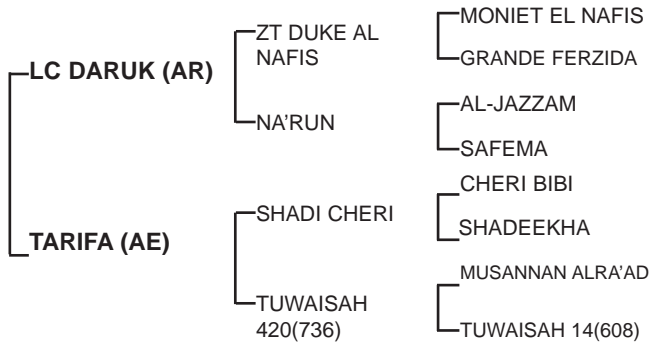 LC DARUK (AR)
TARIFA (AE)
ZT DUKE AL
NAFIS
NA'RUN
SHADI CHERI
TUWAISAH
420(736)
MONIET EL NAFIS
GRANDE FERZIDA
AL-JAZZAM
SAFEMA
CHERI BIBI
SHADEEKHA
MUSANNAN ALRA'AD
TUWAISAH 14(608)